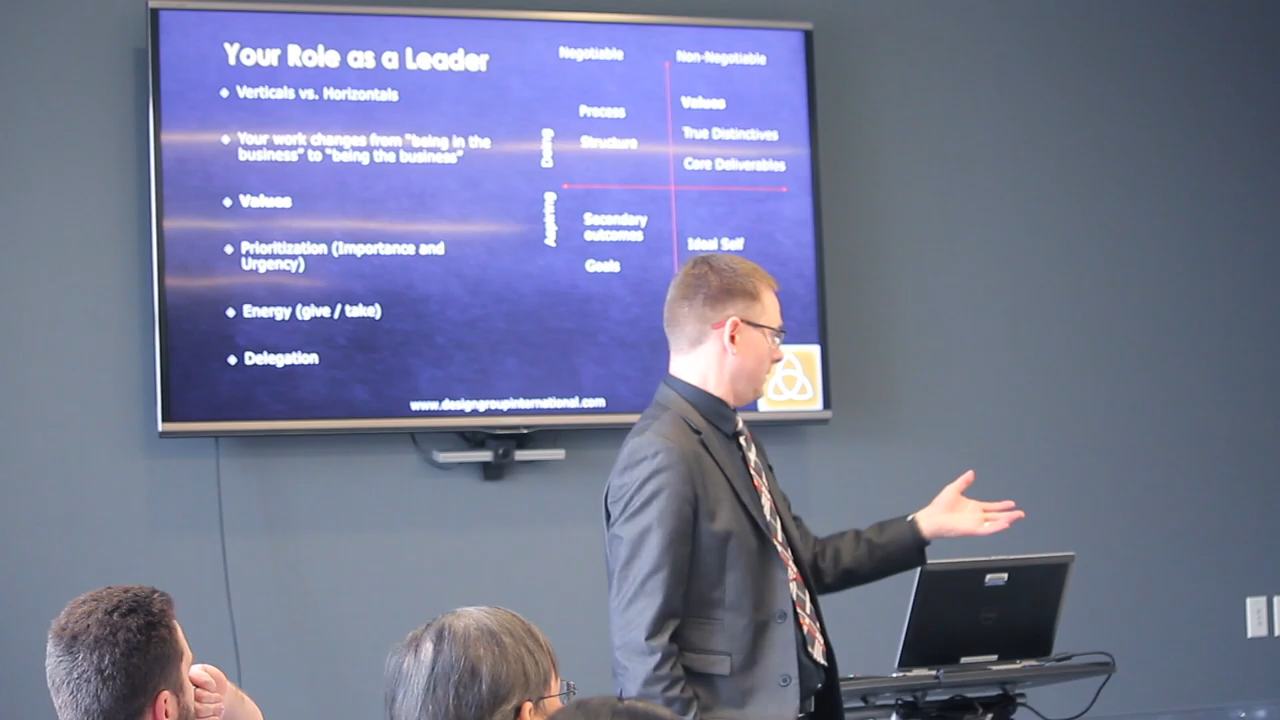 Your Role as a Leader
Verticals vs. Horizontals
Your work changes from "being in the
business" to "being the business"
Values
Prioritization (Importance and
Urgency)
Energy (give / take)
Delegation
Negotiable
Non-Negotiable
Doing
Process
Structure
Values
True Distinctives
Core Deliverables
Aspiring
Secondary
outcomes
Goals
Ideal Self
www.designgroupinternational.com